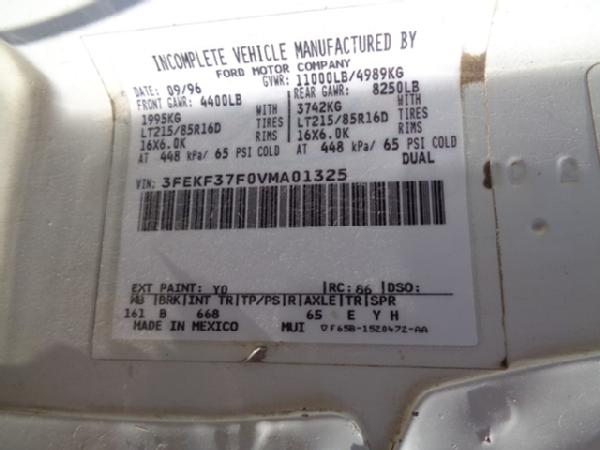 INCOMPLETE VEHICLE MANUFACTURED BY
FORD MOTOR COMPANY
DATE: 09/96 GVWR: 11000LB/4989KG
FRONT GAWR: 4400LB REAR GAWR: 8250LB
1995KG WITH 3742KG WITH
LT215/85R16D TIRES LT215/85R16D TIRES
16X6.0K RIMS 16X6.0K RIMS
AT 448 kPa/ 65 PSI COLD AT 448 kPa/ 65 PSI COLD
DUAL
VIN: 3FEKF37F0VMA01325
EXT PAINT: YO RC: 86 DSO:
WB BRK INT TR TP/PS R AXLE TR SPR
161 B 668 65 E Y H
MADE IN MEXICO MUI F65B-1520472-AA